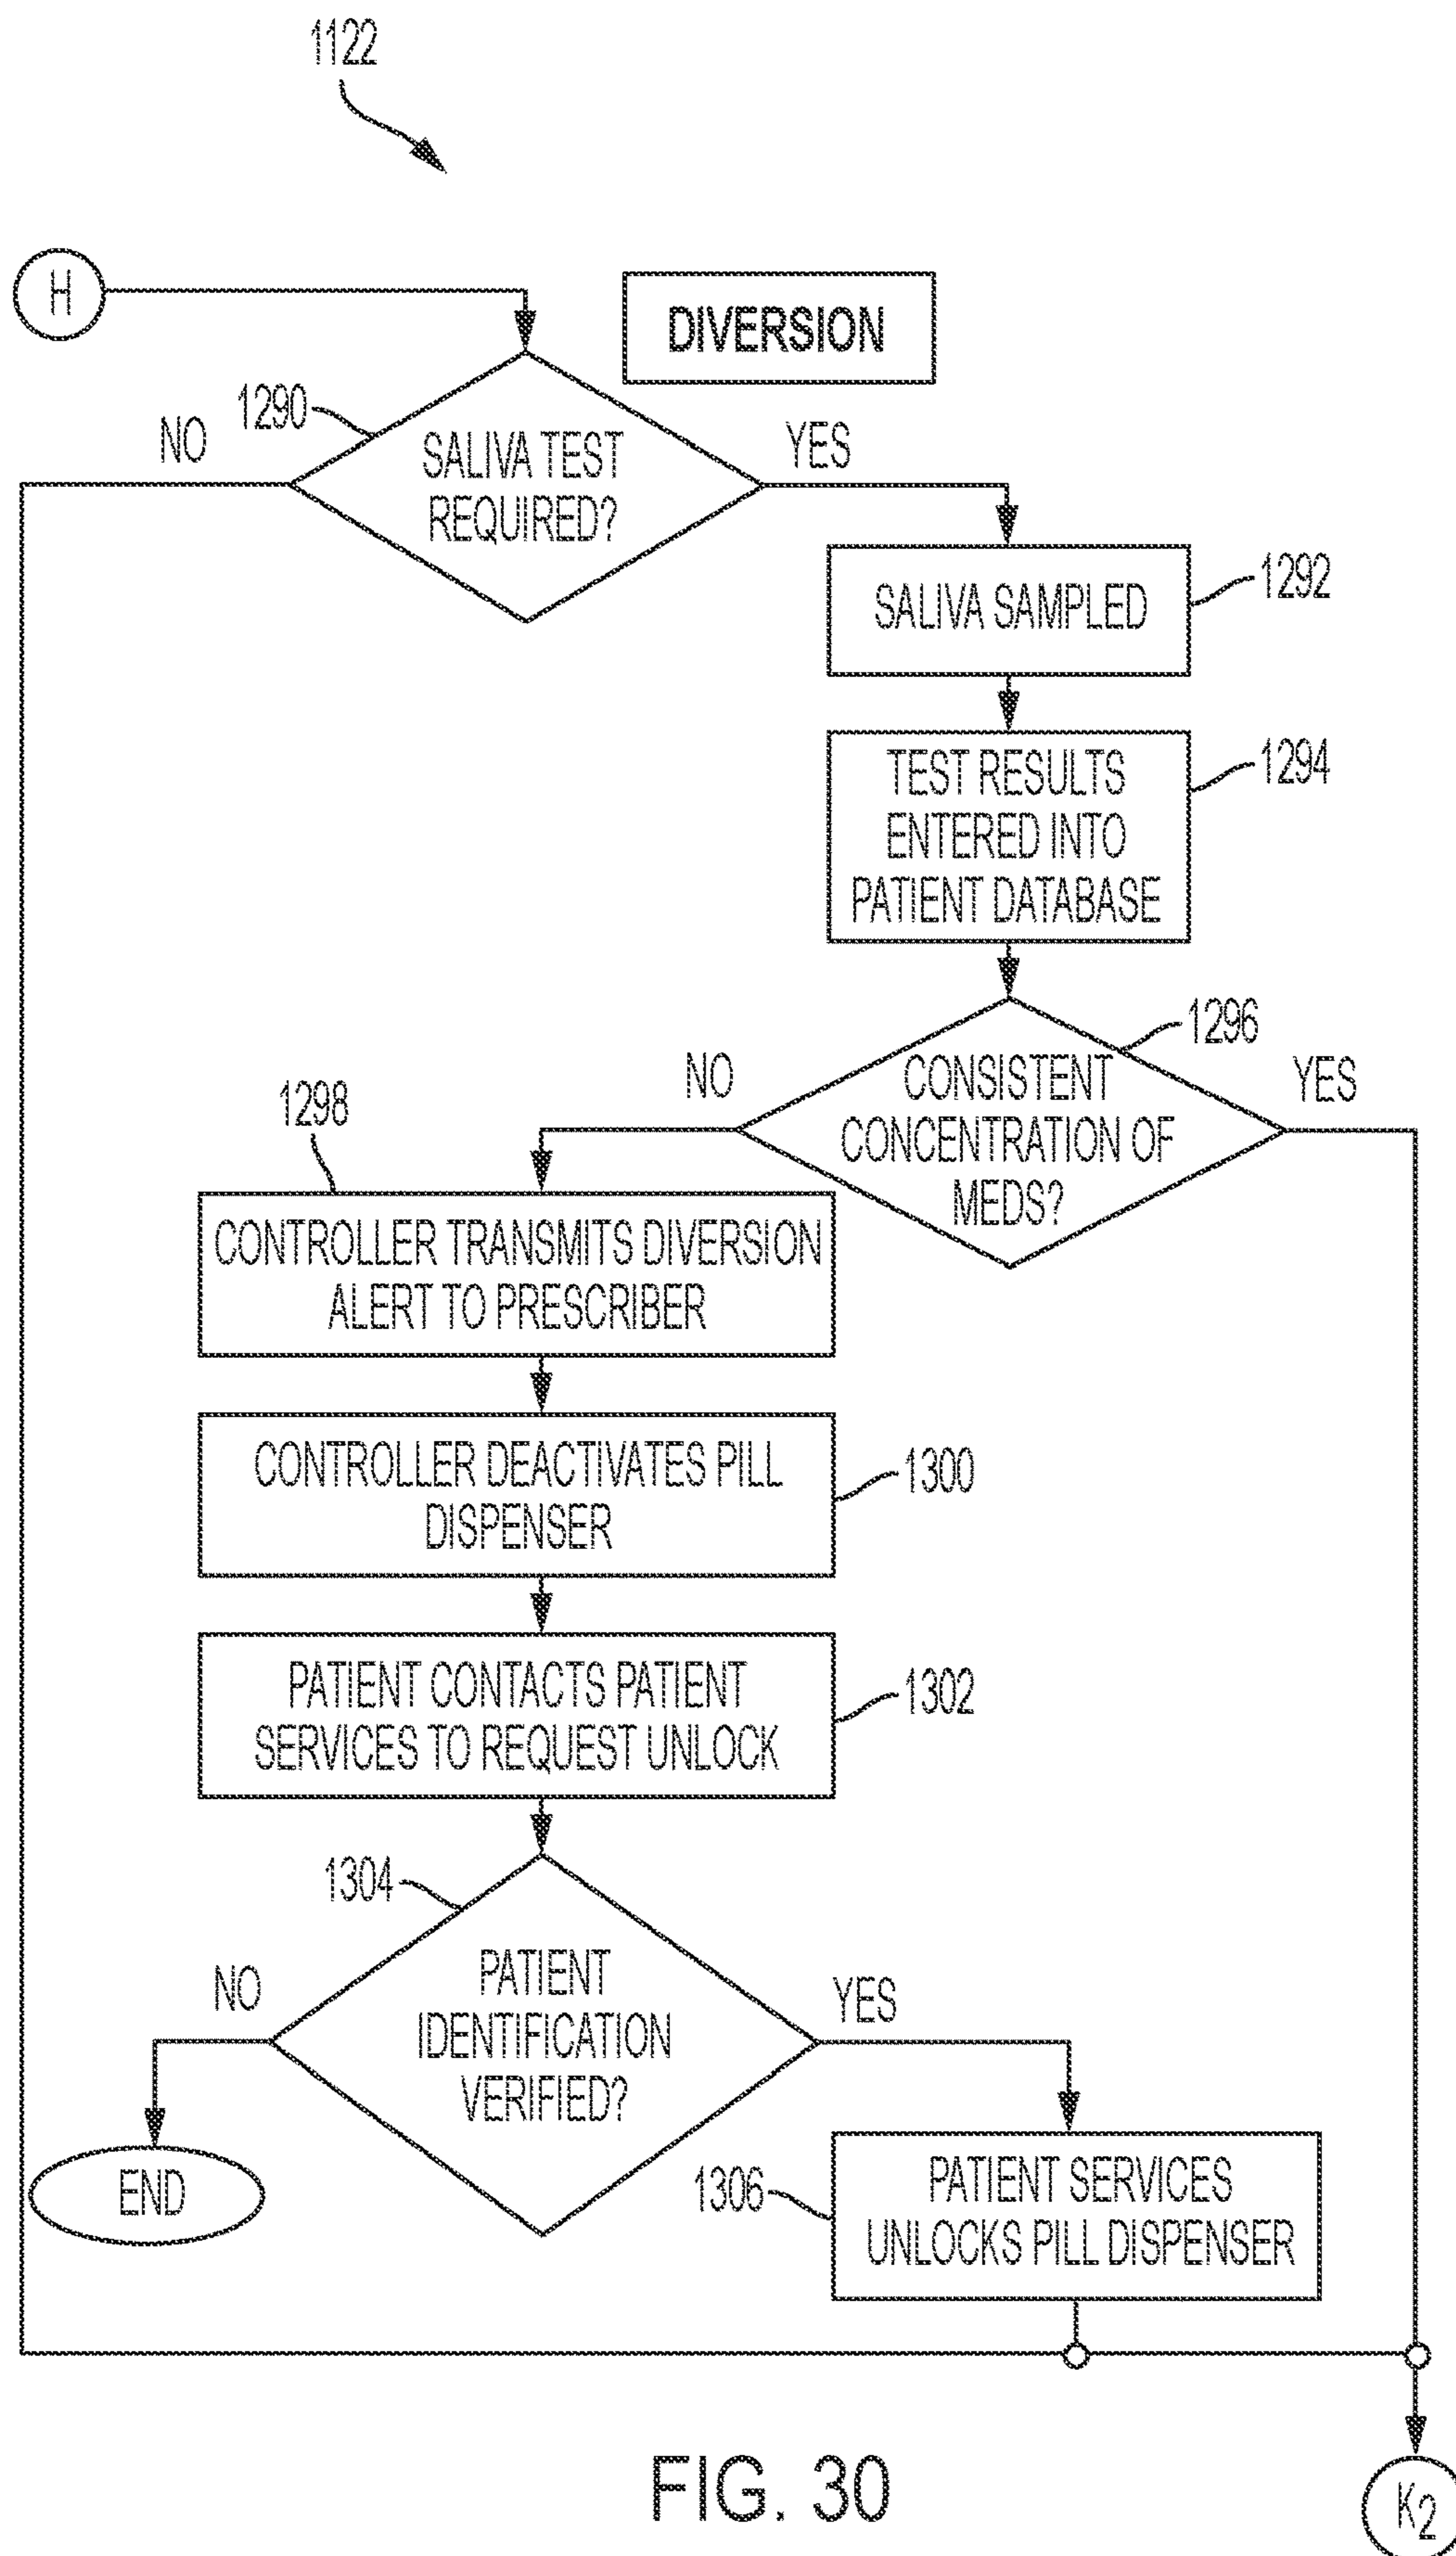 1122
H
DIVERSION
1290
NO
YES
SALIVA TEST
REQUIRED?
SALIVA SAMPLED
1292
TEST RESULTS
ENTERED INTO
PATIENT DATABASE
1294
1296
NO
YES
CONSISTENT
CONCENTRATION OF
MEDS?
1298
CONTROLLER TRANSMITS DIVERSION
ALERT TO PRESCRIBER
CONTROLLER DEACTIVATES PILL
DISPENSER
1300
PATIENT CONTACTS PATIENT
SERVICES TO REQUEST UNLOCK
1302
1304
NO
YES
PATIENT
IDENTIFICATION
VERIFIED?
END
1306
PATIENT SERVICES
UNLOCKS PILL DISPENSER
FIG. 30
K2